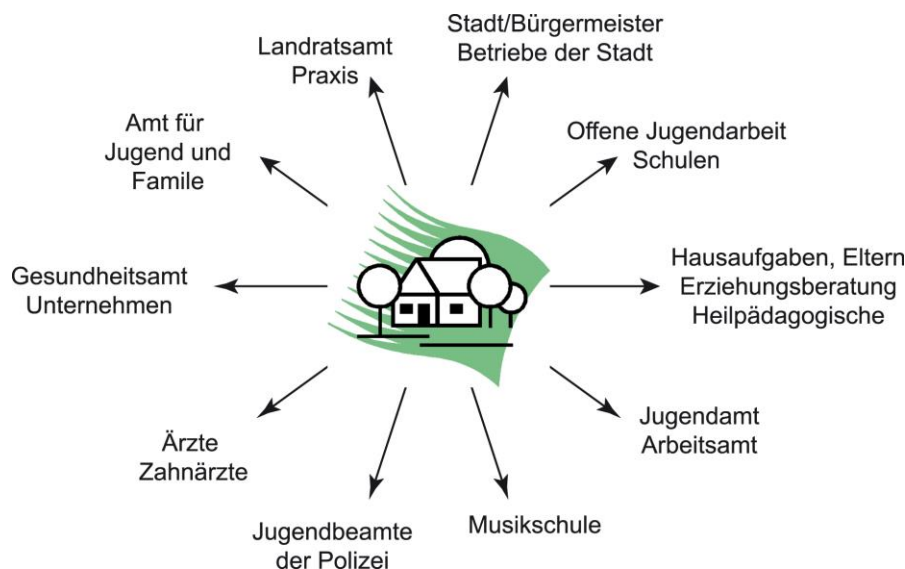 Stadt/Bürgermeister
Betriebe der Stadt
Landratsamt
Praxis
Offene Jugendarbeit
Schulen
Amt für
Jugend und
Famile
Hausaufgaben, Eltern
Erziehungsberatung
Heilpädagogische
Gesundheitsamt
Unternehmen
Jugendamt
Arbeitsamt
Ärzte
Zahnärzte
Musikschule
Jugendbeamte
der Polizei